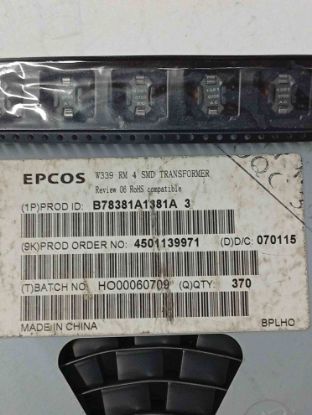 EPCOS W339 RM 4 SMD TRANSFORMER
Review 06 RoHS compatible
(1P)PROD ID: B78381A1381A 3
(9K)PROD ORDER NO: 4501139971 (D)D/C: 070115
(T)BATCH NO: HO00060709 (Q)QTY: 370
MADE IN CHINA BPLHO